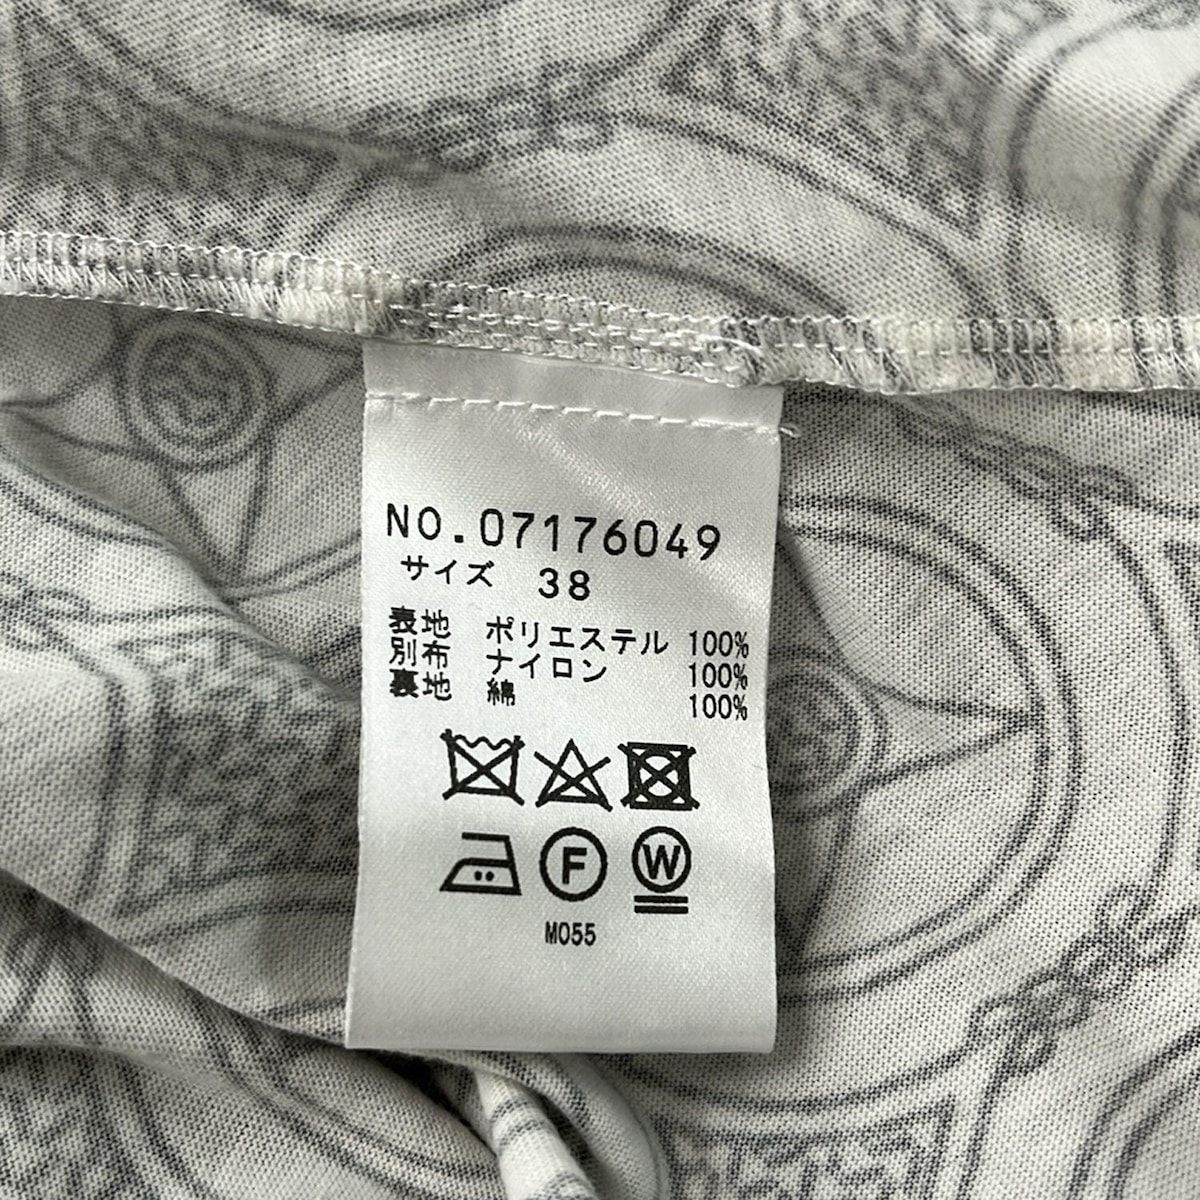 NO.07176049
サイズ 38
表地 ポリエステル 100%
別布 ナイロン 100%
裏地 綿 100%
F W
M055